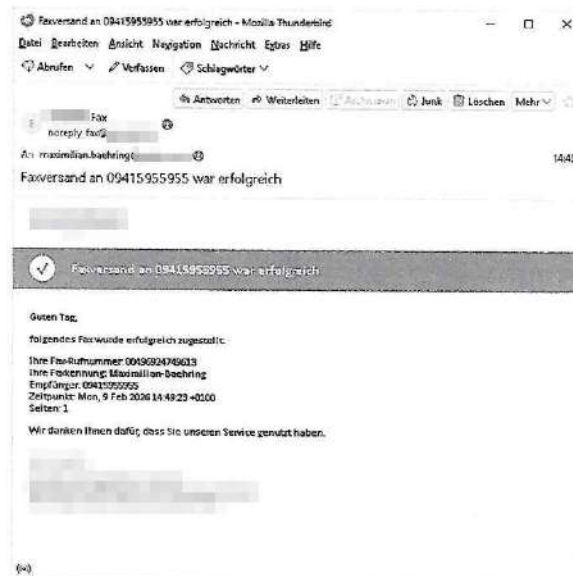 Faxversand an 09415955955 war erfolgreich - Mozilla Thunderbird
Datei Bearbeiten Ansicht Navigation Nachricht Extras Hilfe
Abrufen Verfassen Schlagwörter
Antworten Weiterleiten Archivieren Junk Löschen Mehr
Fax
noreply-fax@
An maximilian.baehring@
Faxversand an 09415955955 war erfolgreich
Faxversand an 09415955955 war erfolgreich
Guten Tag,
folgendes Fax wurde erfolgreich zugestellt:
Ihre Fax-Rufnummer: 00496924749613
Ihre Faxkennung: Maximilian-Baehring
Empfänger: 09415955955
Zeitpunkt: Mon, 9 Feb 2026 14:49:23 +0100
Seiten: 1
Wir danken Ihnen dafür, dass Sie unseren Service genutzt haben.